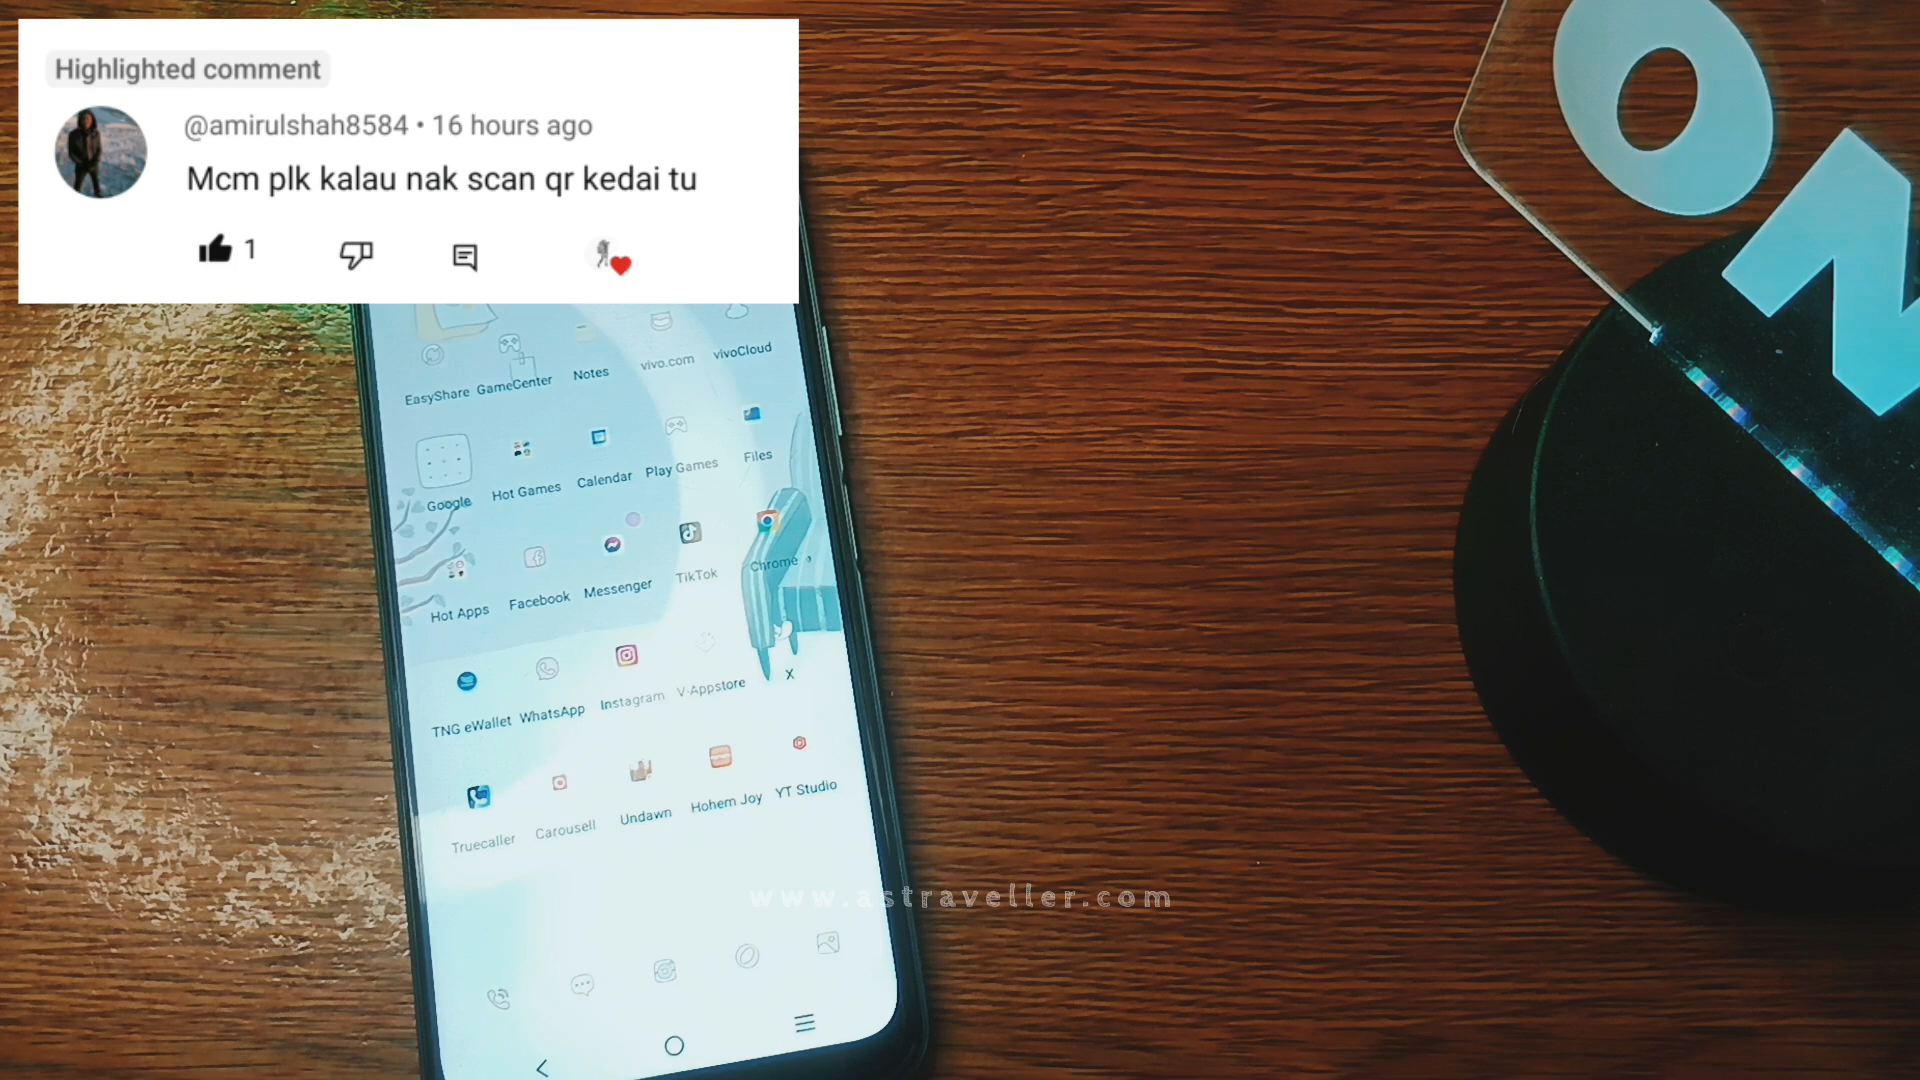 Highlighted comment
@amirulshah8584 • 16 hours ago
Mcm plk kalau nak scan qr kedai tu
1
ON
EasyShare GameCenter Notes vivo.com vivoCloud
Google Hot Games Calendar Play Games Files
Hot Apps Facebook Messenger TikTok Chrome
TNG eWallet WhatsApp Instagram V-Appstore X
Truecaller Carousell Undawn Hohem Joy YT Studio
www.astraveller.com